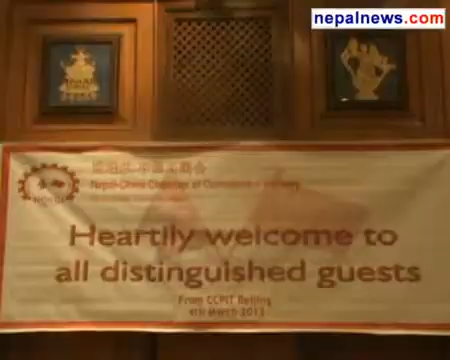 nepalnews.com
Nepal-China Chamber of Commerce & Industry
Heartily welcome to
all distinguished guests
From CCPIT Beijing
4th March 2013